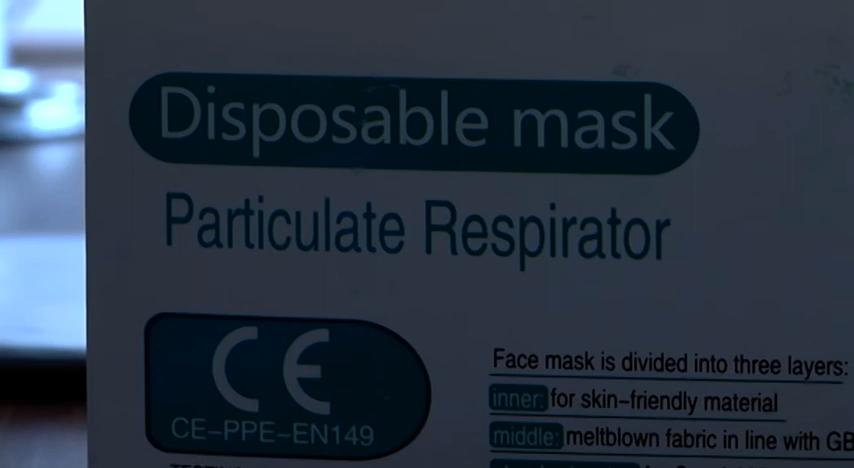 Disposable mask
Particulate Respirator
CE
CE-PPE-EN149
Face mask is divided into three layers:
inner: for skin-friendly material
middle: meltblown fabric in line with GB